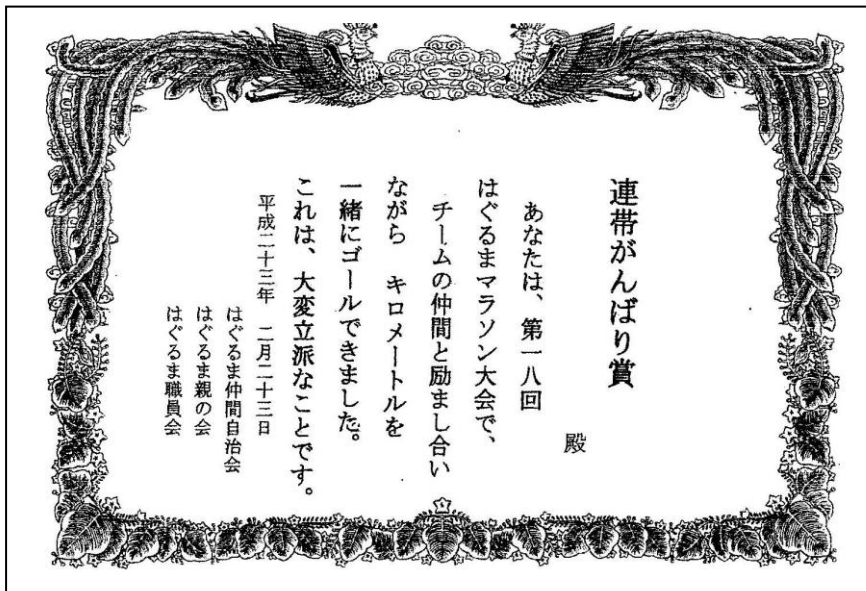 連帯がんばり賞
殿
あなたは、第一八回
はぐるまマラソン大会で、
チームの仲間と励まし合い
ながら　キロメートルを
一緒にゴールできました。
これは、大変立派なことです。
平成二十三年　二月二十三日
はぐるま仲間自治会
はぐるま親の会
はぐるま職員会